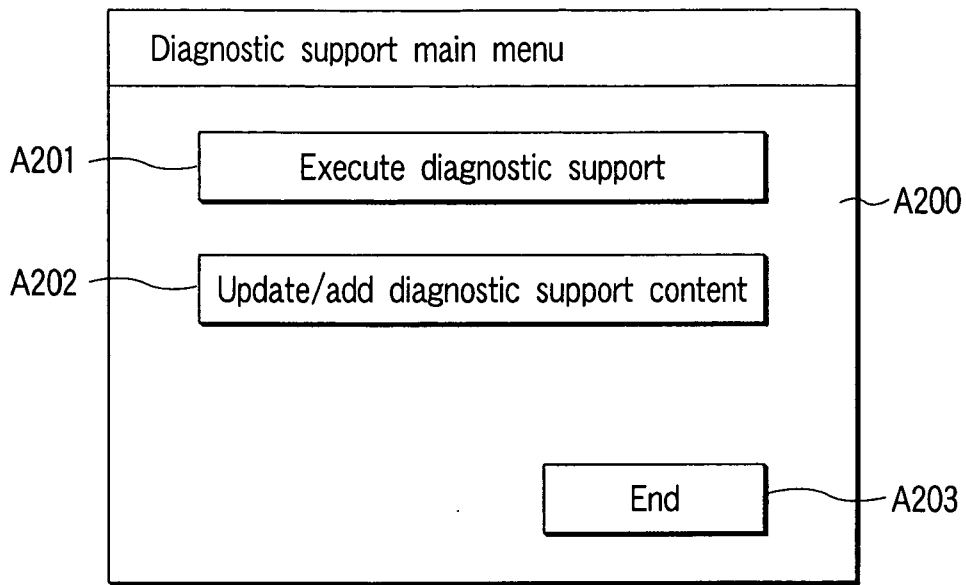 Diagnostic support main menu
A201
Execute diagnostic support
A200
A202
Update/add diagnostic support content
End
A203